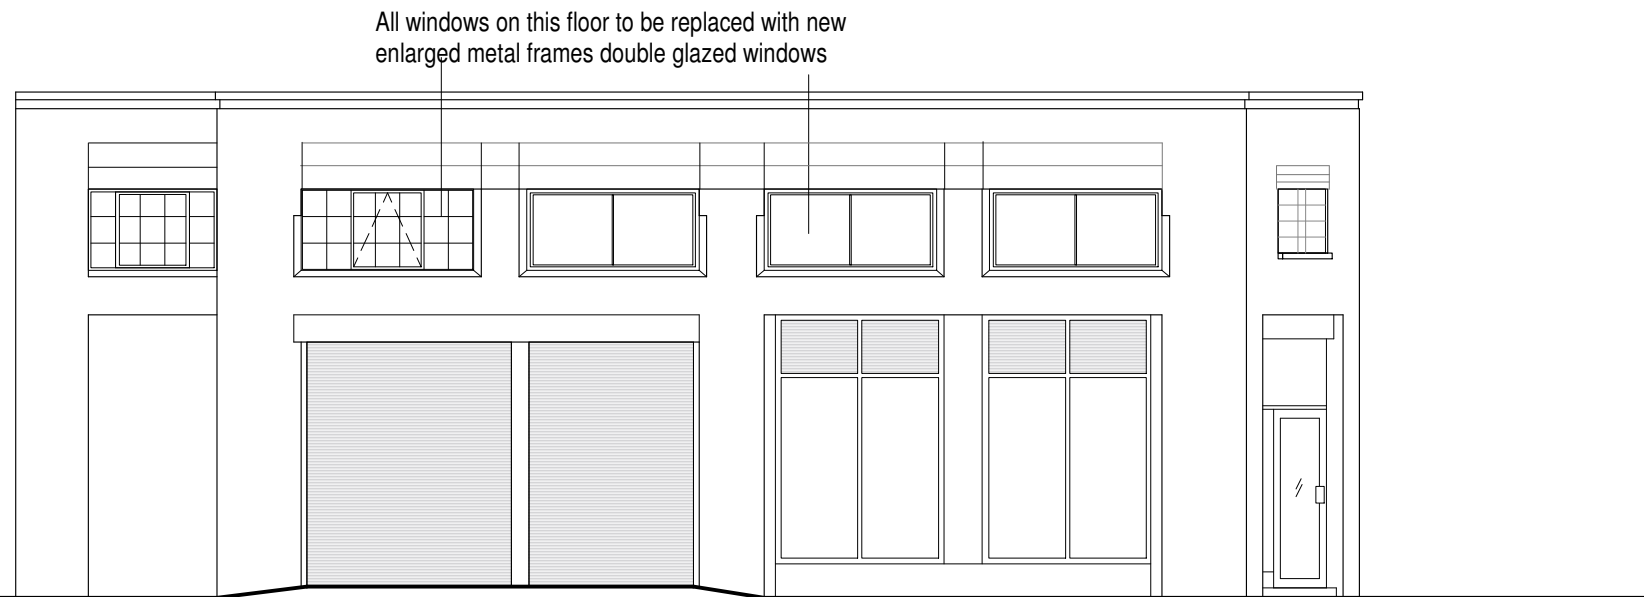 All windows on this floor to be replaced with new
enlarged metal frames double glazed windows